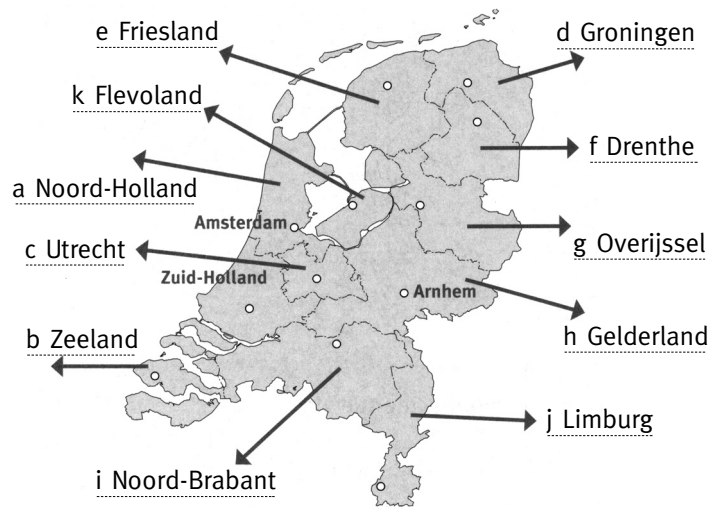 e Friesland
d Groningen
k Flevoland
f Drenthe
a Noord-Holland
Amsterdam
g Overijssel
c Utrecht
Zuid-Holland
Arnhem
h Gelderland
b Zeeland
j Limburg
i Noord-Brabant